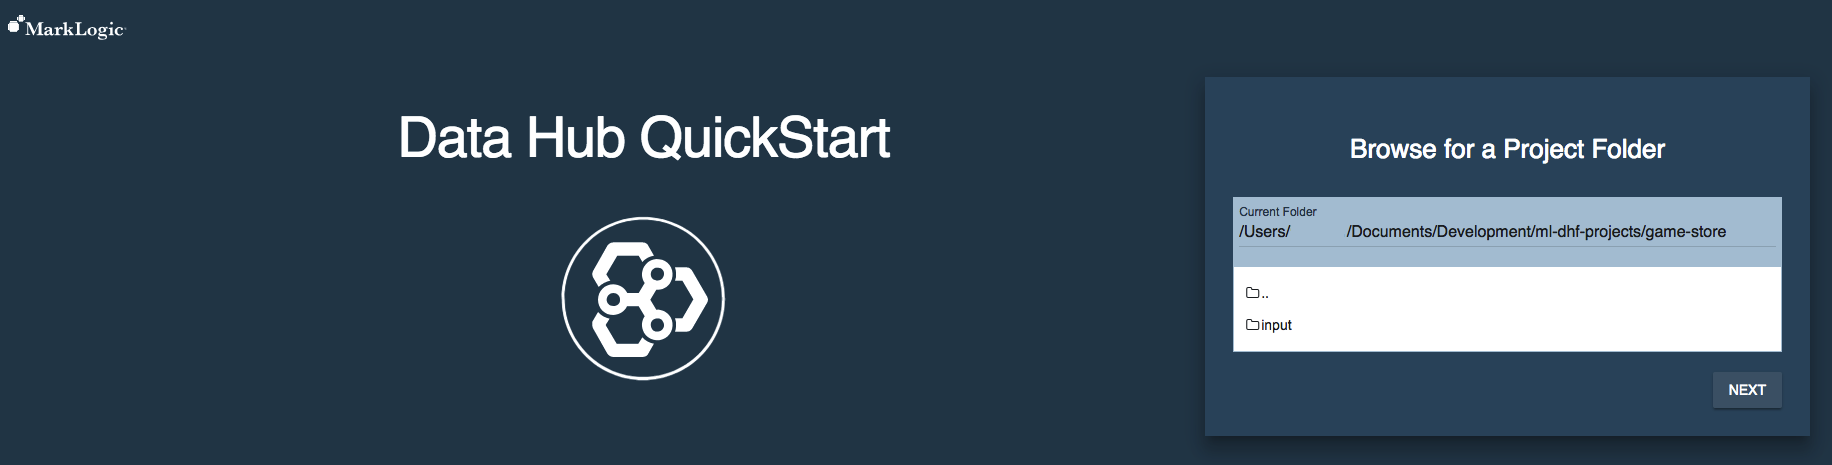 MarkLogic
Data Hub QuickStart
Browse for a Project Folder
Current Folder
/Users/ /Documents/Development/ml-dhf-projects/game-store
..
input
NEXT